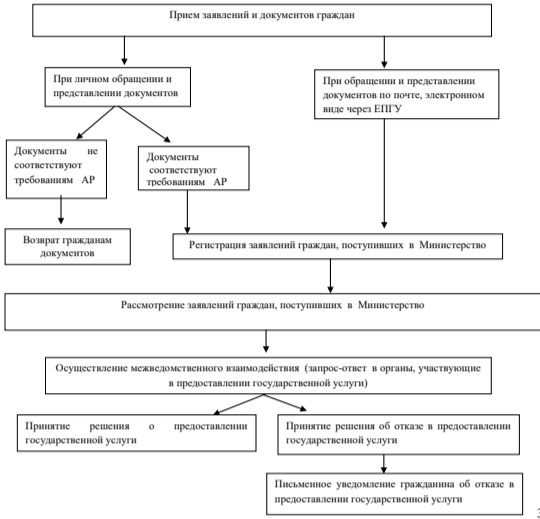 Прием заявлений и документов граждан
При личном обращении и
представлении документов
При обращении и представлении
документов по почте, электронном
виде через ЕПГУ
Документы не
соответствуют
требованиям АР
Документы
соответствуют
требованиям АР
Возврат гражданам
документов
Регистрация заявлений граждан, поступивших в Министерство
Рассмотрение заявлений граждан, поступивших в Министерство
Осуществление межведомственного взаимодействия (запрос-ответ в органы, участвующие
в предоставлении государственной услуги)
Принятие решения о предоставлении
государственной услуги
Принятие решения об отказе в предоставлении
государственной услуги
Письменное уведомление гражданина об отказе в
предоставлении государственной услуги